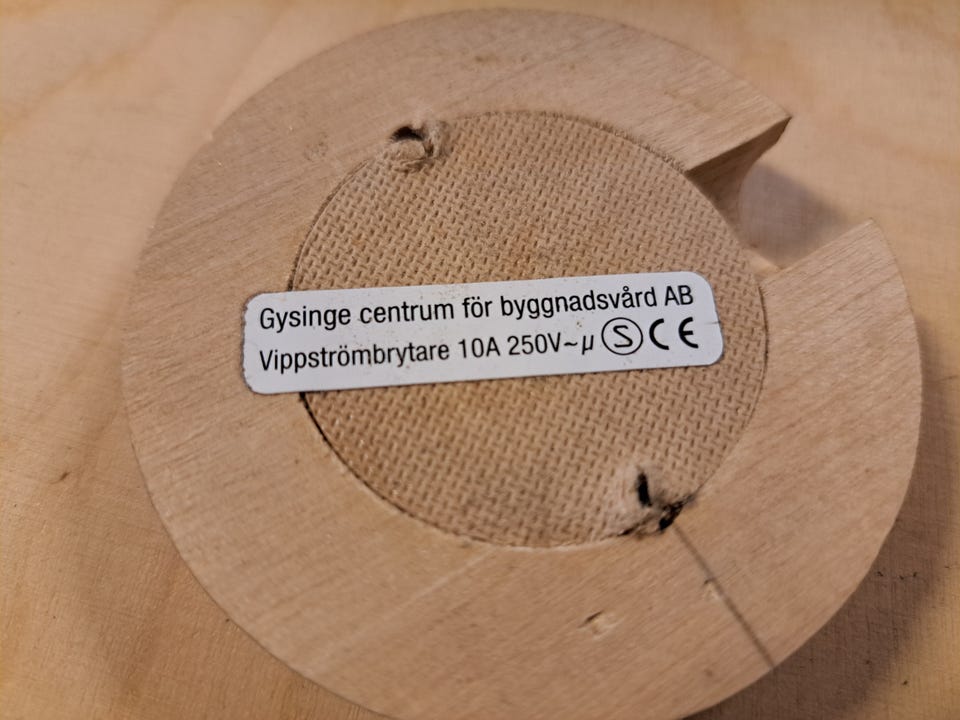 Gysinge centrum för byggnadsvård AB
Vippströmbrytare 10A 250V~µ Ⓢ CE